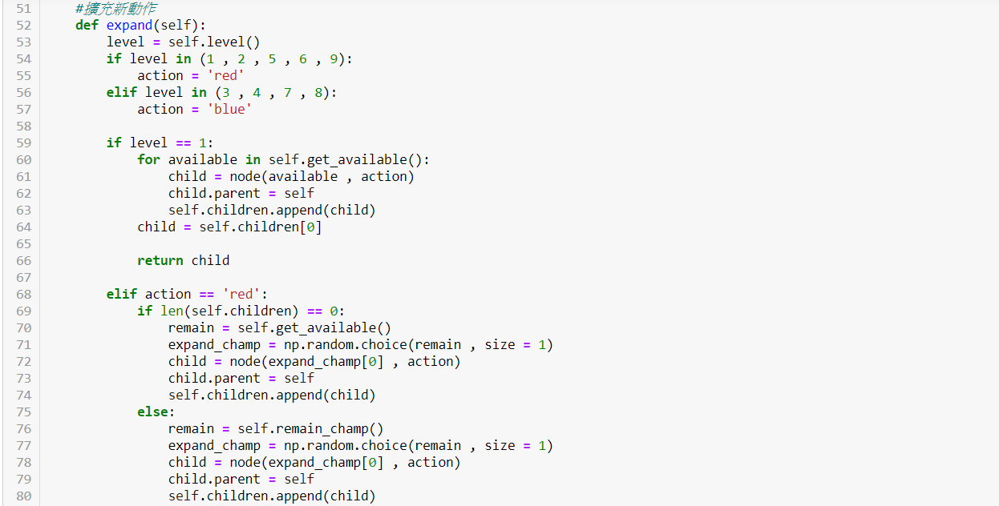 51 #擴充新動作
52 def expand(self):
53 level = self.level()
54 if level in (1 , 2 , 5 , 6 , 9):
55 action = 'red'
56 elif level in (3 , 4 , 7 , 8):
57 action = 'blue'
58
59 if level == 1:
60 for available in self.get_available():
61 child = node(available , action)
62 child.parent = self
63 self.children.append(child)
64 child = self.children[0]
65
66 return child
67
68 elif action == 'red':
69 if len(self.children) == 0:
70 remain = self.get_available()
71 expand_champ = np.random.choice(remain , size = 1)
72 child = node(expand_champ[0] , action)
73 child.parent = self
74 self.children.append(child)
75 else:
76 remain = self.remain_champ()
77 expand_champ = np.random.choice(remain , size = 1)
78 child = node(expand_champ[0] , action)
79 child.parent = self
80 self.children.append(child)